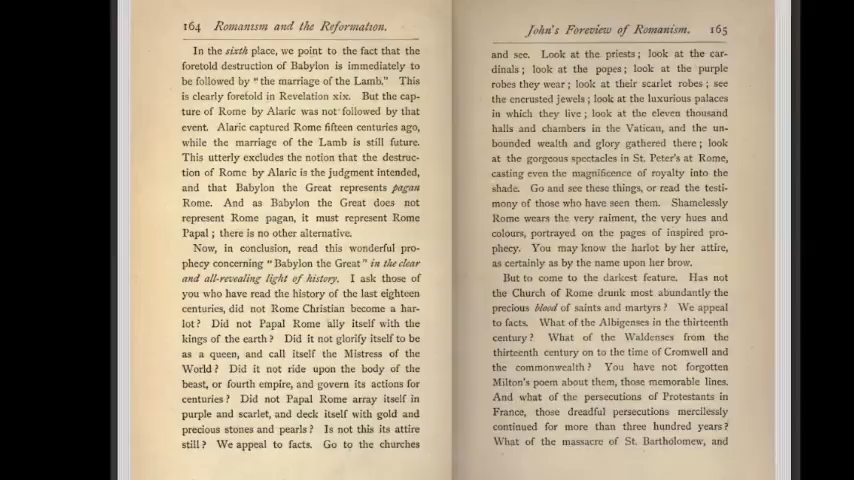 164 Romanism and the Reformation.
In the sixth place, we point to the fact that the
foretold destruction of Babylon is immediately to
be followed by "the marriage of the Lamb." This
is clearly foretold in Revelation xix. But the cap-
ture of Rome by Alaric was not followed by that
event. Alaric captured Rome fifteen centuries ago,
while the marriage of the Lamb is still future.
This utterly excludes the notion that the destruc-
tion of Rome by Alaric is the judgment intended,
and that Babylon the Great represents pagan
Rome. And as Babylon the Great does not
represent Rome pagan, it must represent Rome
Papal; there is no other alternative.
Now, in conclusion, read this wonderful pro-
phecy concerning "Babylon the Great" in the clear
and all-revealing light of history. I ask those of
you who have read the history of the last eighteen
centuries, did not Rome Christian become a har-
lot? Did not Papal Rome ally itself with the
kings of the earth? Did it not glorify itself to be
as a queen, and call itself the Mistress of the
World? Did it not ride upon the body of the
beast, or fourth empire, and govern its actions for
centuries? Did not Papal Rome array itself in
purple and scarlet, and deck itself with gold and
precious stones and pearls? Is not this its attire
still? We appeal to facts. Go to the churches
John's Foreview of Romanism. 165
and see. Look at the priests; look at the car-
dinals; look at the popes; look at the purple
robes they wear; look at their scarlet robes; see
the encrusted jewels; look at the luxurious palaces
in which they live; look at the eleven thousand
halls and chambers in the Vatican, and the un-
bounded wealth and glory gathered there; look
at the gorgeous spectacles in St. Peter's at Rome,
casting even the magnificence of royalty into the
shade. Go and see these things, or read the testi-
mony of those who have seen them. Shamelessly
Rome wears the very raiment, the very hues and
colours, portrayed on the pages of inspired pro-
phecy. You may know the harlot by her attire,
as certainly as by the name upon her brow.
But to come to the darkest feature. Has not
the Church of Rome drunk most abundantly the
precious blood of saints and martyrs? We appeal
to facts. What of the Albigenses in the thirteenth
century? What of the Waldenses from the
thirteenth century on to the time of Cromwell and
the commonwealth? You have not forgotten
Milton's poem about them, those memorable lines.
And what of the persecutions of Protestants in
France, those dreadful persecutions mercilessly
continued for more than three hundred years?
What of the massacre of St. Bartholomew, and